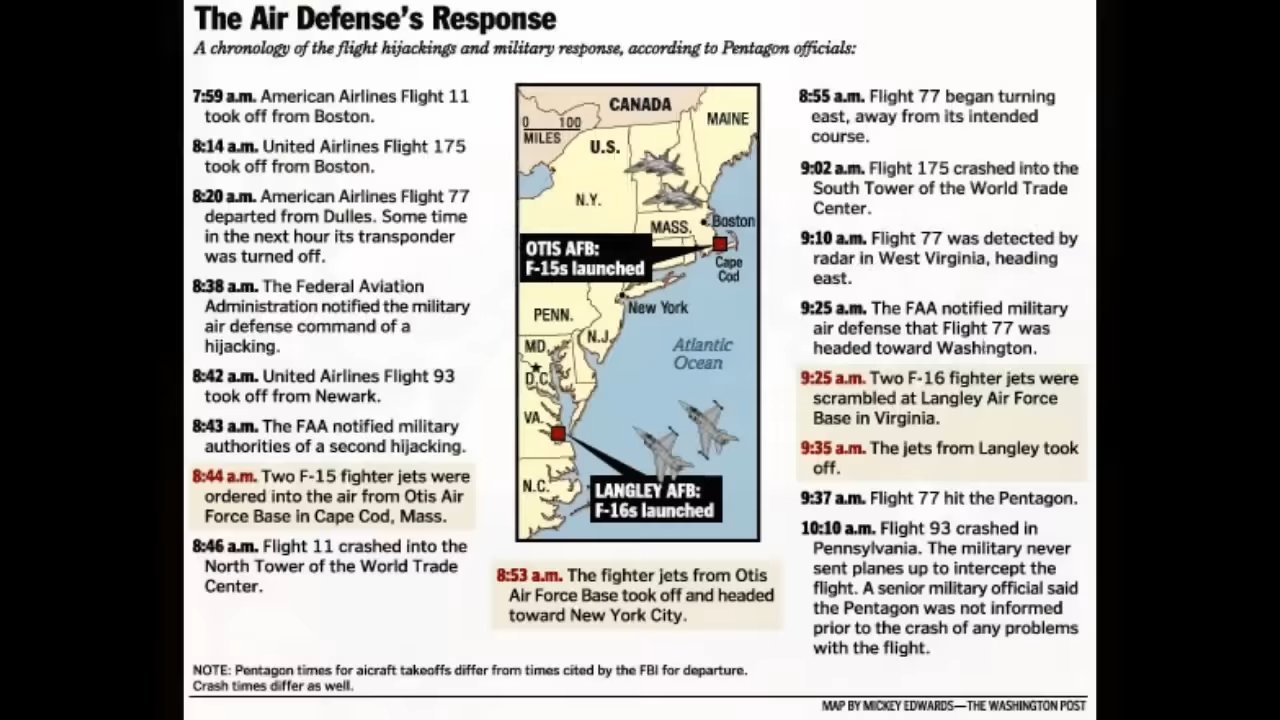 The Air Defense's Response
A chronology of the flight hijackings and military response, according to Pentagon officials:
7:59 a.m. American Airlines Flight 11
took off from Boston.
8:14 a.m. United Airlines Flight 175
took off from Boston.
8:20 a.m. American Airlines Flight 77
departed from Dulles. Some time
in the next hour its transponder
was turned off.
8:38 a.m. The Federal Aviation
Administration notified the military
air defense command of a
hijacking.
8:42 a.m. United Airlines Flight 93
took off from Newark.
8:43 a.m. The FAA notified military
authorities of a second hijacking.
8:44 a.m. Two F-15 fighter jets were
ordered into the air from Otis Air
Force Base in Cape Cod, Mass.
8:46 a.m. Flight 11 crashed into the
North Tower of the World Trade
Center.
CANADA
0 100
MILES
MAINE
U.S.
N.Y.
MASS.
Boston
OTIS AFB:
F-15s launched
Cape
Cod
New York
PENN.
N.J.
MD.
D.C.
Atlantic
Ocean
VA.
N.C.
LANGLEY AFB:
F-16s launched
8:53 a.m. The fighter jets from Otis
Air Force Base took off and headed
toward New York City.
8:55 a.m. Flight 77 began turning
east, away from its intended
course.
9:02 a.m. Flight 175 crashed into the
South Tower of the World Trade
Center.
9:10 a.m. Flight 77 was detected by
radar in West Virginia, heading
east.
9:25 a.m. The FAA notified military
air defense that Flight 77 was
headed toward Washington.
9:25 a.m. Two F-16 fighter jets were
scrambled at Langley Air Force
Base in Virginia.
9:35 a.m. The jets from Langley took
off.
9:37 a.m. Flight 77 hit the Pentagon.
10:10 a.m. Flight 93 crashed in
Pennsylvania. The military never
sent planes up to intercept the
flight. A senior military official said
the Pentagon was not informed
prior to the crash of any problems
with the flight.
NOTE: Pentagon times for aicraft takeoffs differ from times cited by the FBI for departure.
Crash times differ as well.
MAP BY MICKEY EDWARDS—THE WASHINGTON POST